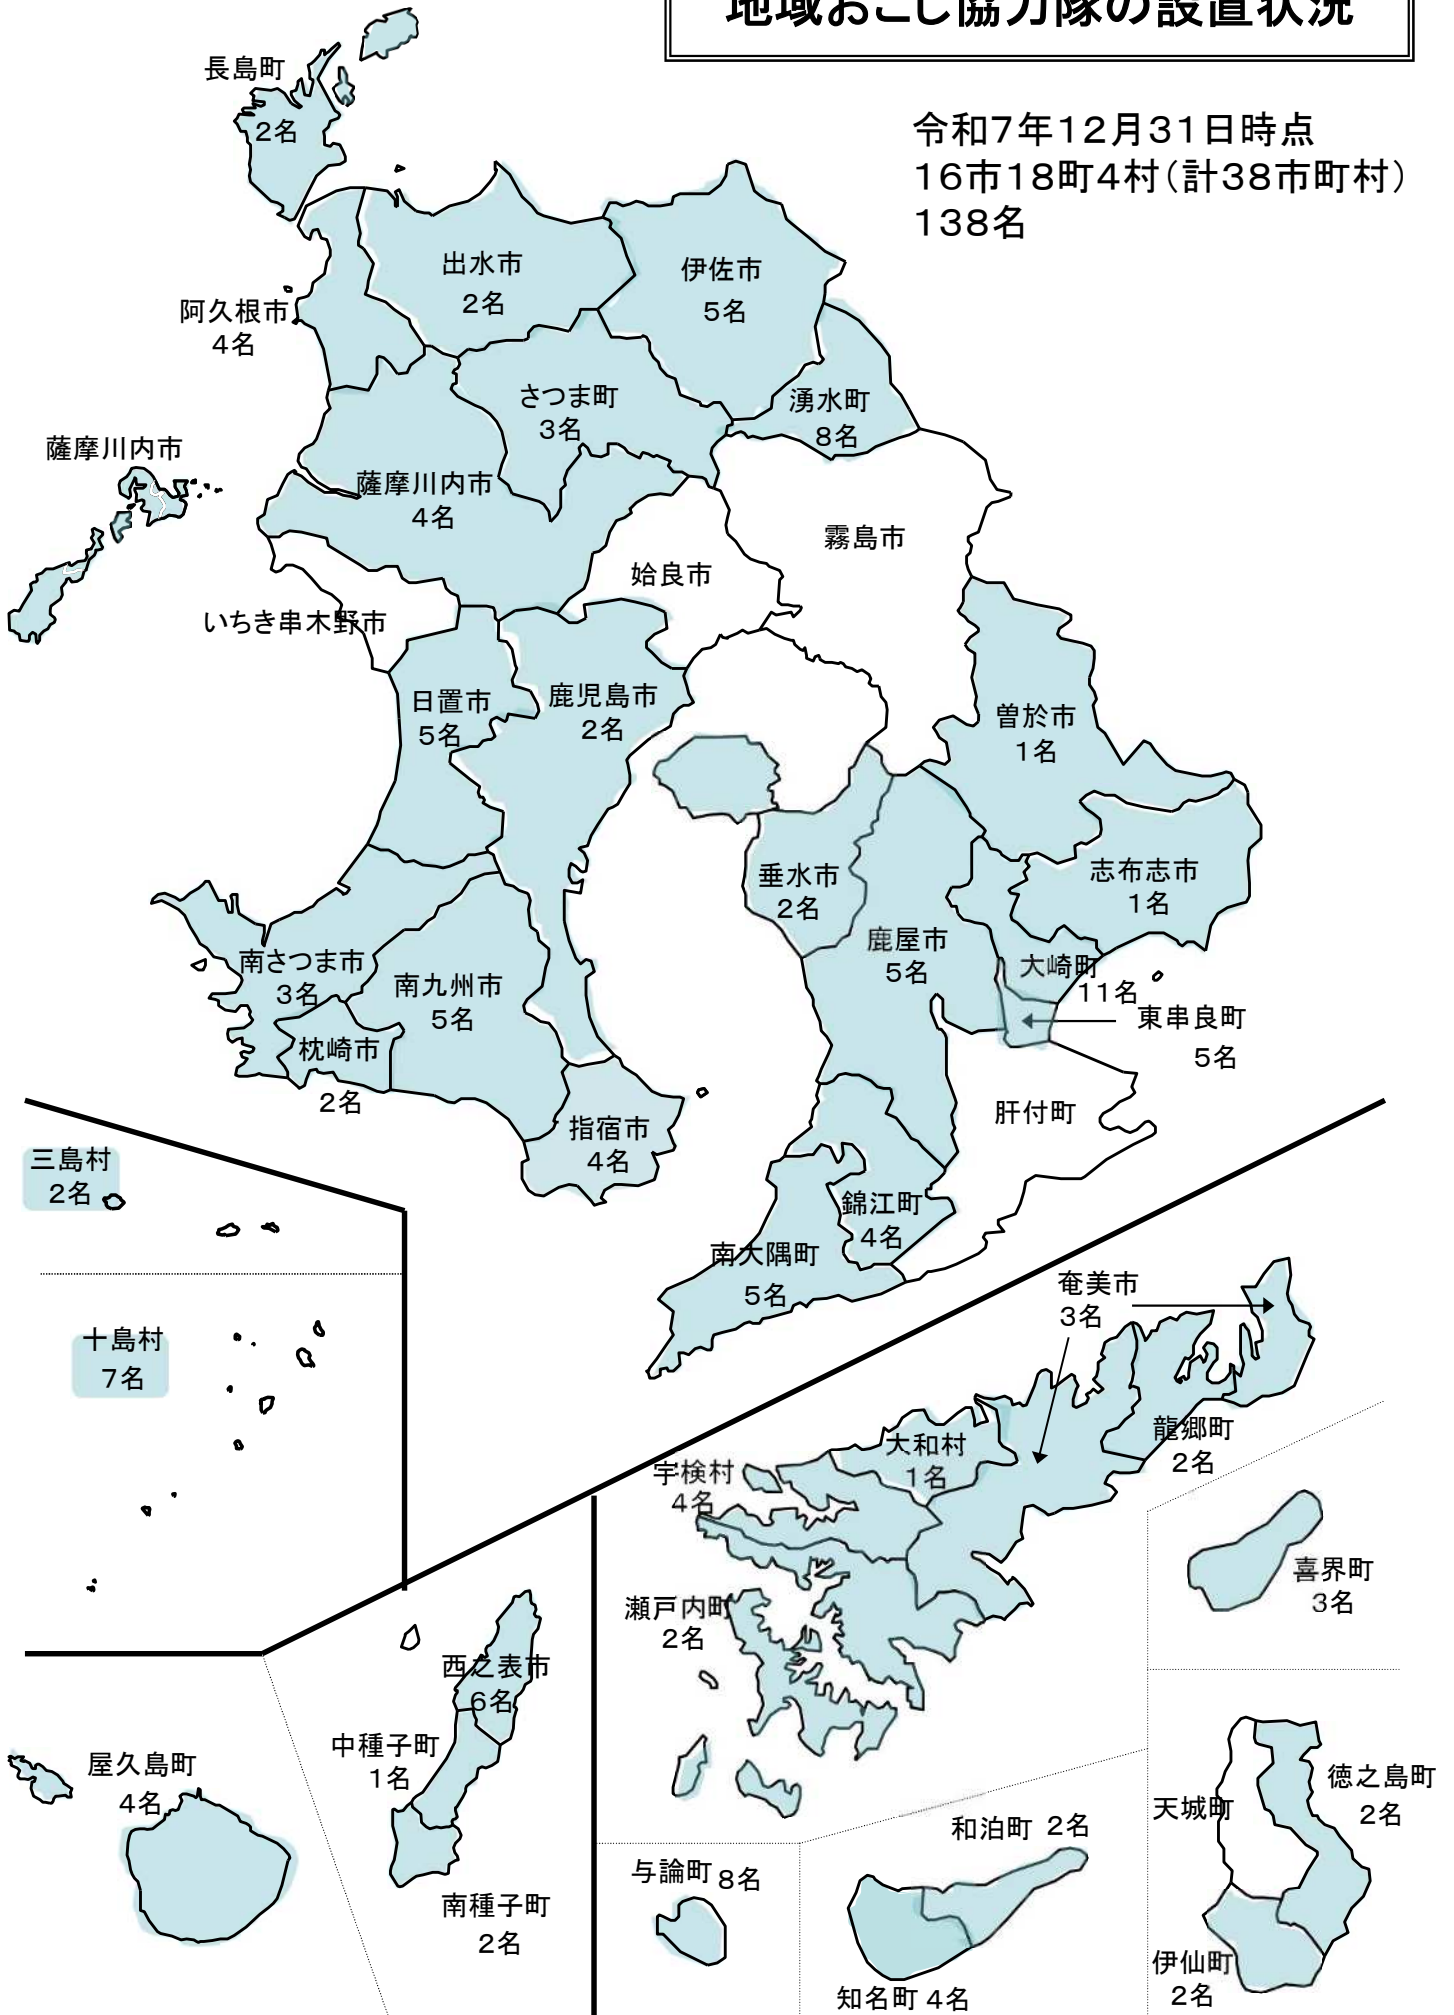 地域おこし協力隊の設置状況
令和7年12月31日時点
16市18町4村(計38市町村)
138名
長島町
2名
出水市
2名
伊佐市
5名
阿久根市
4名
さつま町
3名
湧水町
8名
薩摩川内市
薩摩川内市
4名
霧島市
姶良市
いちき串木野市
日置市
5名
鹿児島市
2名
曽於市
1名
垂水市
2名
志布志市
1名
鹿屋市
5名
大崎町
11名
東串良町
5名
南さつま市
3名
南九州市
5名
枕崎市
2名
指宿市
4名
肝付町
錦江町
4名
南大隅町
5名
三島村
2名
十島村
7名
奄美市
3名
龍郷町
2名
大和村
1名
宇検村
4名
瀬戸内町
2名
喜界町
3名
西之表市
6名
中種子町
1名
南種子町
2名
屋久島町
4名
徳之島町
2名
天城町
伊仙町
2名
和泊町 2名
知名町 4名
与論町 8名